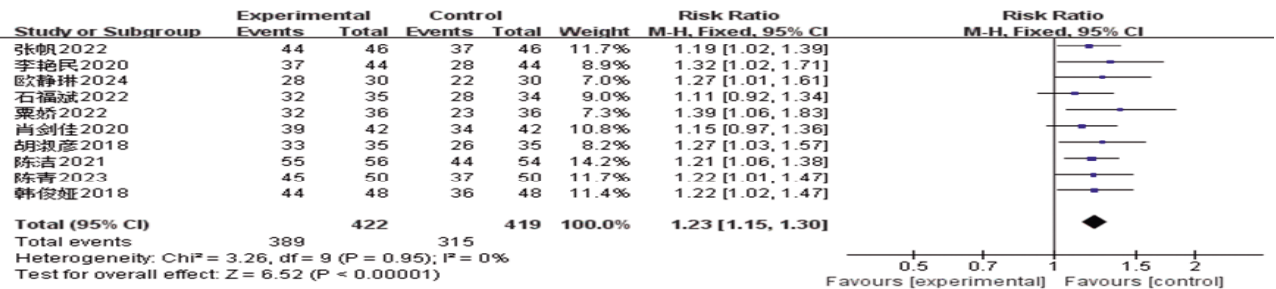 Experimental Control Risk Ratio Risk Ratio
Study or Subgroup Events Total Events Total Weight M-H, Fixed, 95% CI M-H, Fixed, 95% CI
张帆2022 44 46 37 46 11.7% 1.19 [1.02, 1.39]
李艳民2020 37 44 28 44 8.9% 1.32 [1.02, 1.71]
欧静琳2024 28 30 22 30 7.0% 1.27 [1.01, 1.61]
石福斌2022 32 35 28 34 9.0% 1.11 [0.92, 1.34]
粟娇2022 32 36 23 36 7.3% 1.39 [1.06, 1.83]
肖剑佳2020 39 42 34 42 10.8% 1.15 [0.97, 1.36]
胡淑彦2018 33 35 26 35 8.2% 1.27 [1.03, 1.57]
陈洁2021 55 56 44 54 14.2% 1.21 [1.06, 1.38]
陈青2023 45 50 37 50 11.7% 1.22 [1.01, 1.47]
韩俊娅2018 44 48 36 48 11.4% 1.22 [1.02, 1.47]
Total (95% CI) 422 419 100.0% 1.23 [1.15, 1.30]
Total events 389 315
Heterogeneity: Chi² = 3.26, df = 9 (P = 0.95); I² = 0%
Test for overall effect: Z = 6.52 (P < 0.00001)
0.5 0.7 1 1.5 2
Favours [experimental] Favours [control]